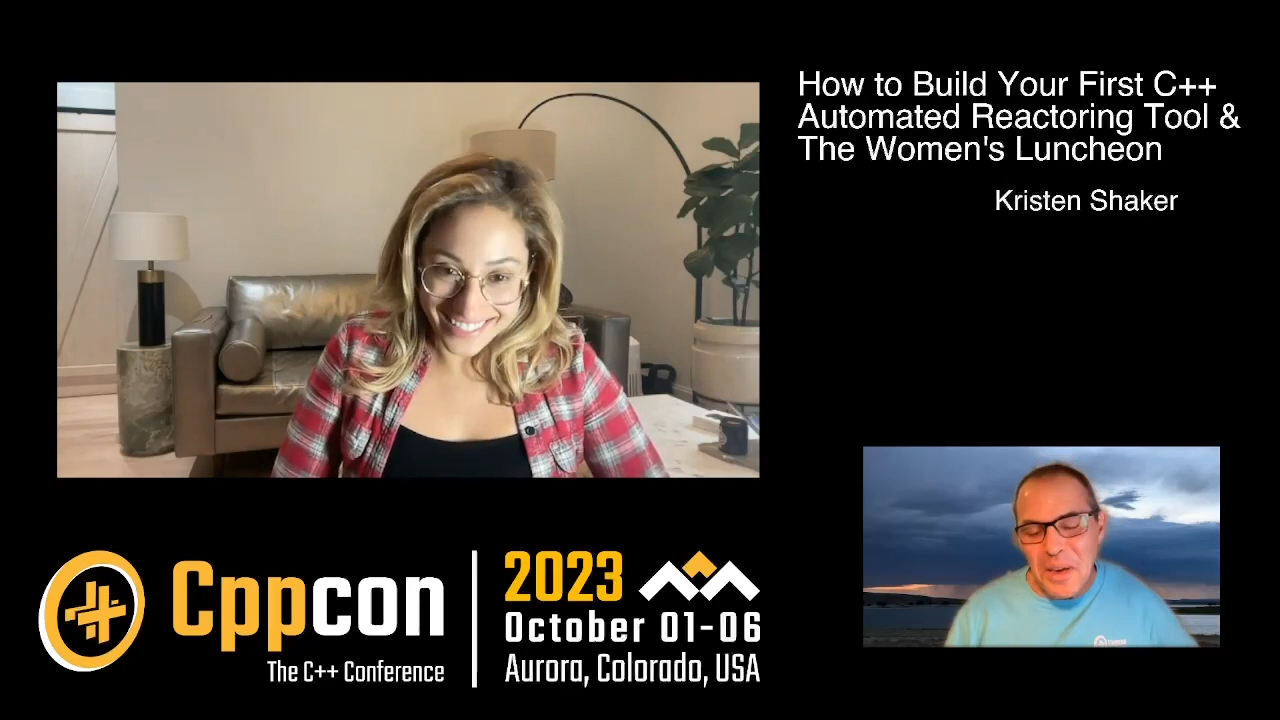 How to Build Your First C++
Automated Reactoring Tool &
The Women's Luncheon
Kristen Shaker
Cppcon
The C++ Conference
2023
October 01-06
Aurora, Colorado, USA